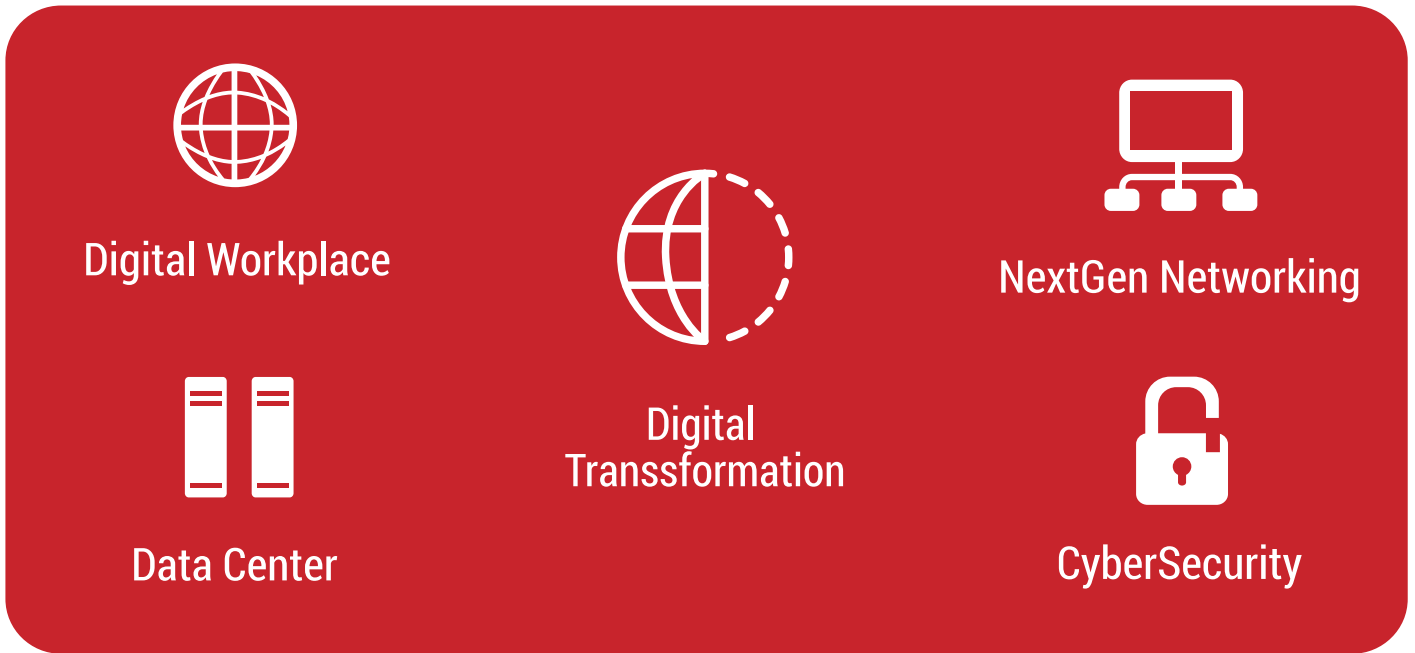 Digital Workplace
NextGen Networking
Digital
Transsformation
Data Center
CyberSecurity